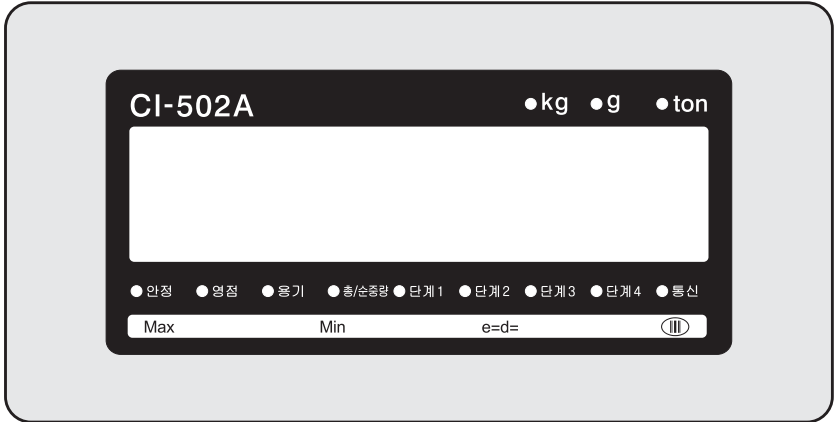 CI-502A ●kg ●g ●ton
●안정 ●영점 ●용기 ●총/순중량 ●단계1 ●단계2 ●단계3 ●단계4 ●통신
Max Min e=d=